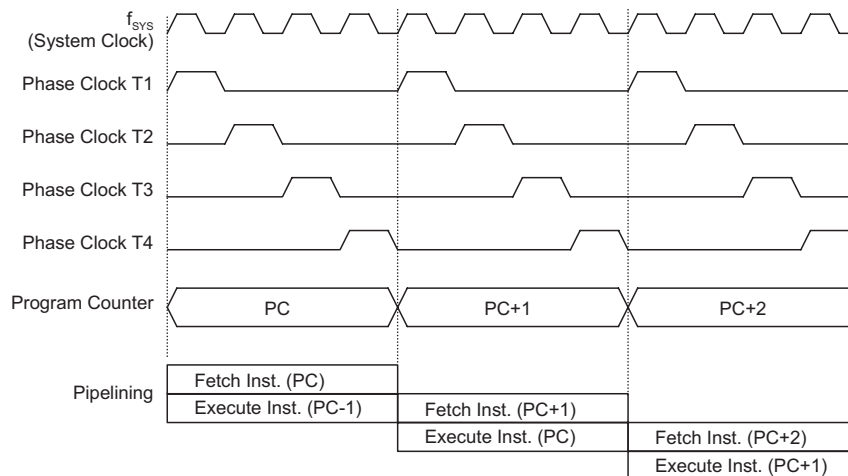 fSYS
(System Clock)
Phase Clock T1
Phase Clock T2
Phase Clock T3
Phase Clock T4
Program Counter
PC
PC+1
PC+2
Pipelining
Fetch Inst. (PC)
Execute Inst. (PC-1)
Fetch Inst. (PC+1)
Execute Inst. (PC)
Fetch Inst. (PC+2)
Execute Inst. (PC+1)